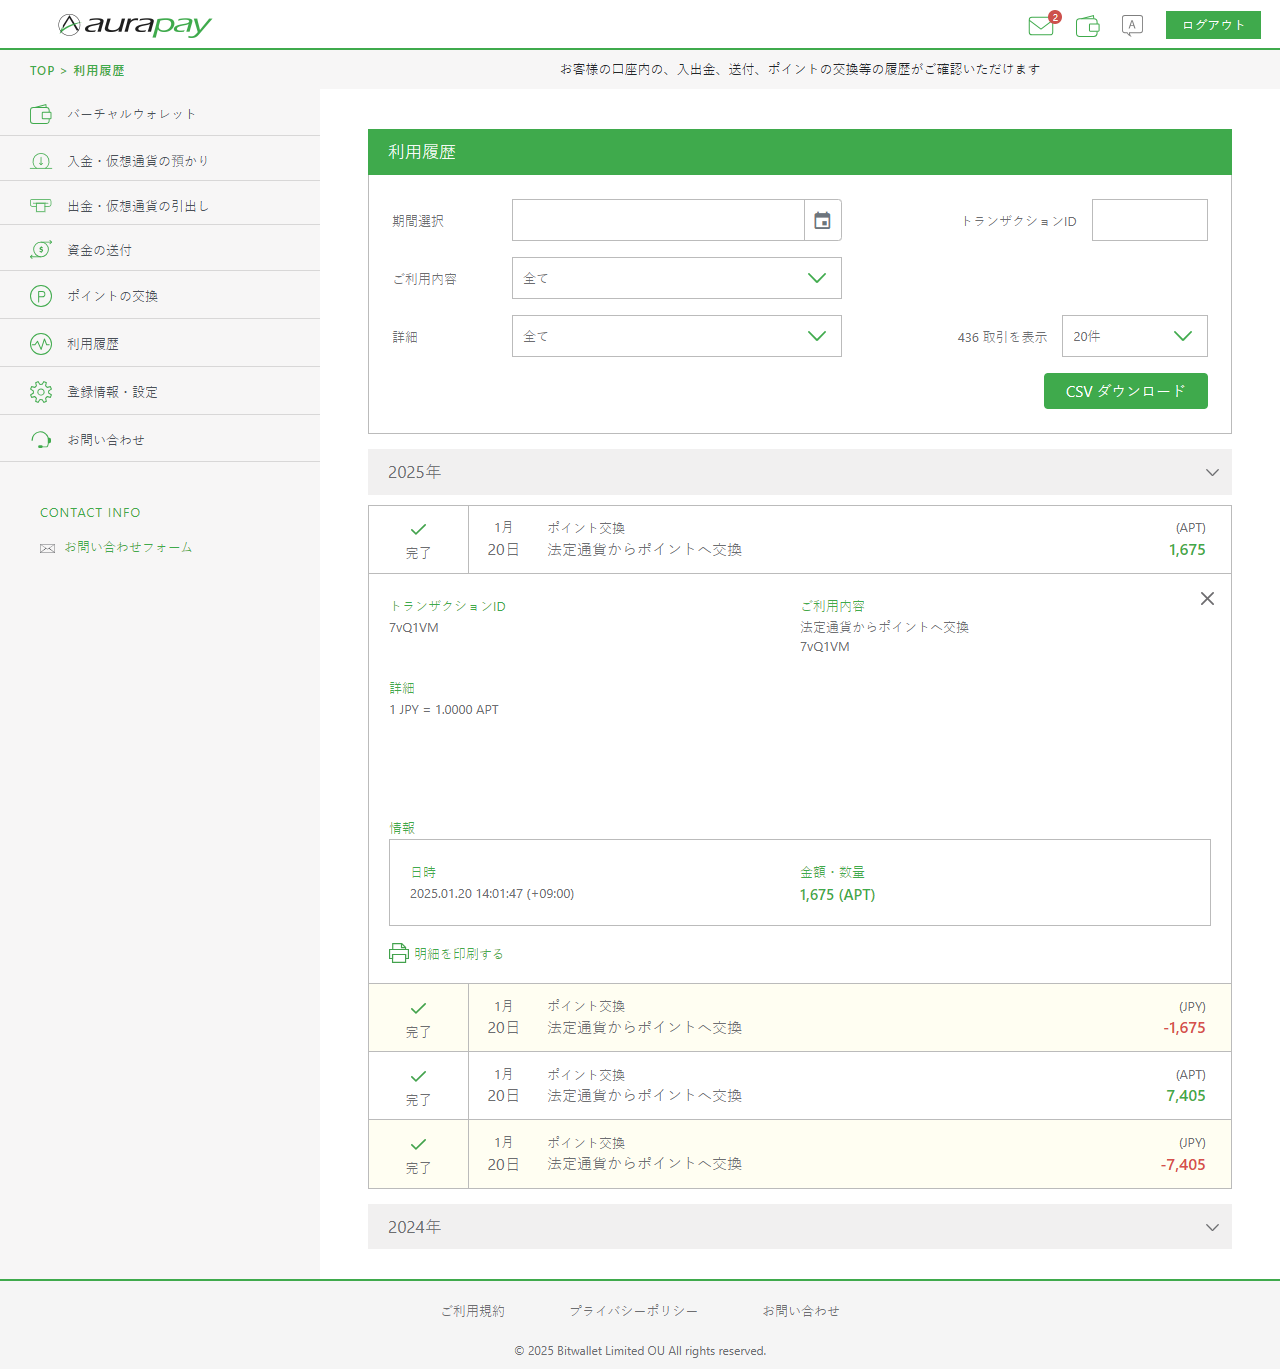 aurapay
2
A
ログアウト
TOP > 利用履歴
お客様の口座内の、入出金、送付、ポイントの交換等の履歴がご確認いただけます
バーチャルウォレット
入金・仮想通貨の預かり
出金・仮想通貨の引出し
$
資金の送付
P
ポイントの交換
利用履歴
登録情報・設定
お問い合わせ
CONTACT INFO
お問い合わせフォーム
利用履歴
期間選択
トランザクションID
ご利用内容
全て
詳細
全て
436 取引を表示
20件
CSV ダウンロード
2025年
完了
1月
20日
ポイント交換
法定通貨からポイントへ交換
(APT)
1,675
トランザクションID
7vQ1VM
ご利用内容
法定通貨からポイントへ交換
7vQ1VM
詳細
1 JPY = 1.0000 APT
情報
日時
2025.01.20 14:01:47 (+09:00)
金額・数量
1,675 (APT)
明細を印刷する
完了
1月
20日
ポイント交換
法定通貨からポイントへ交換
(JPY)
-1,675
完了
1月
20日
ポイント交換
法定通貨からポイントへ交換
(APT)
7,405
完了
1月
20日
ポイント交換
法定通貨からポイントへ交換
(JPY)
-7,405
2024年
ご利用規約
プライバシーポリシー
お問い合わせ
© 2025 Bitwallet Limited OU All rights reserved.